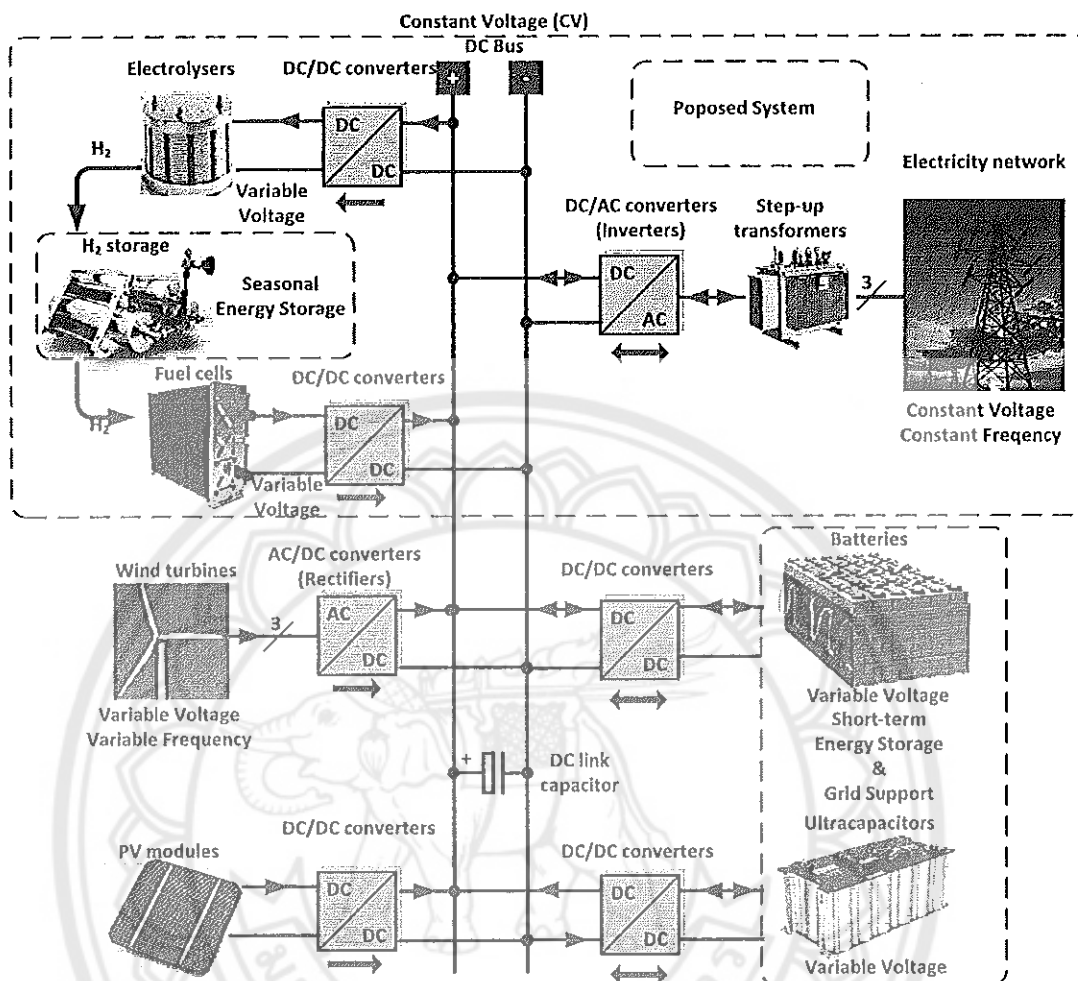 Constant Voltage (CV)
DC Bus
Electrolysers
DC/DC converters
+
-
DC
DC
H₂
Variable
Voltage
Poposed System
Electricity network
H₂ storage
Seasonal
Energy Storage
DC/AC converters
(Inverters)
Step-up
transformers
DC
AC
3
Constant Voltage
Constant Freqency
Fuel cells
DC/DC converters
H₂
DC
DC
Variable
Voltage
Wind turbines
AC/DC converters
(Rectifiers)
3
AC
DC
Variable Voltage
Variable Frequency
DC/DC converters
DC
DC
Batteries
Variable Voltage
Short-term
Energy Storage
&
Grid Support
+
DC link
capacitor
PV modules
DC/DC converters
DC
DC
DC/DC converters
DC
DC
Ultracapacitors
Variable Voltage